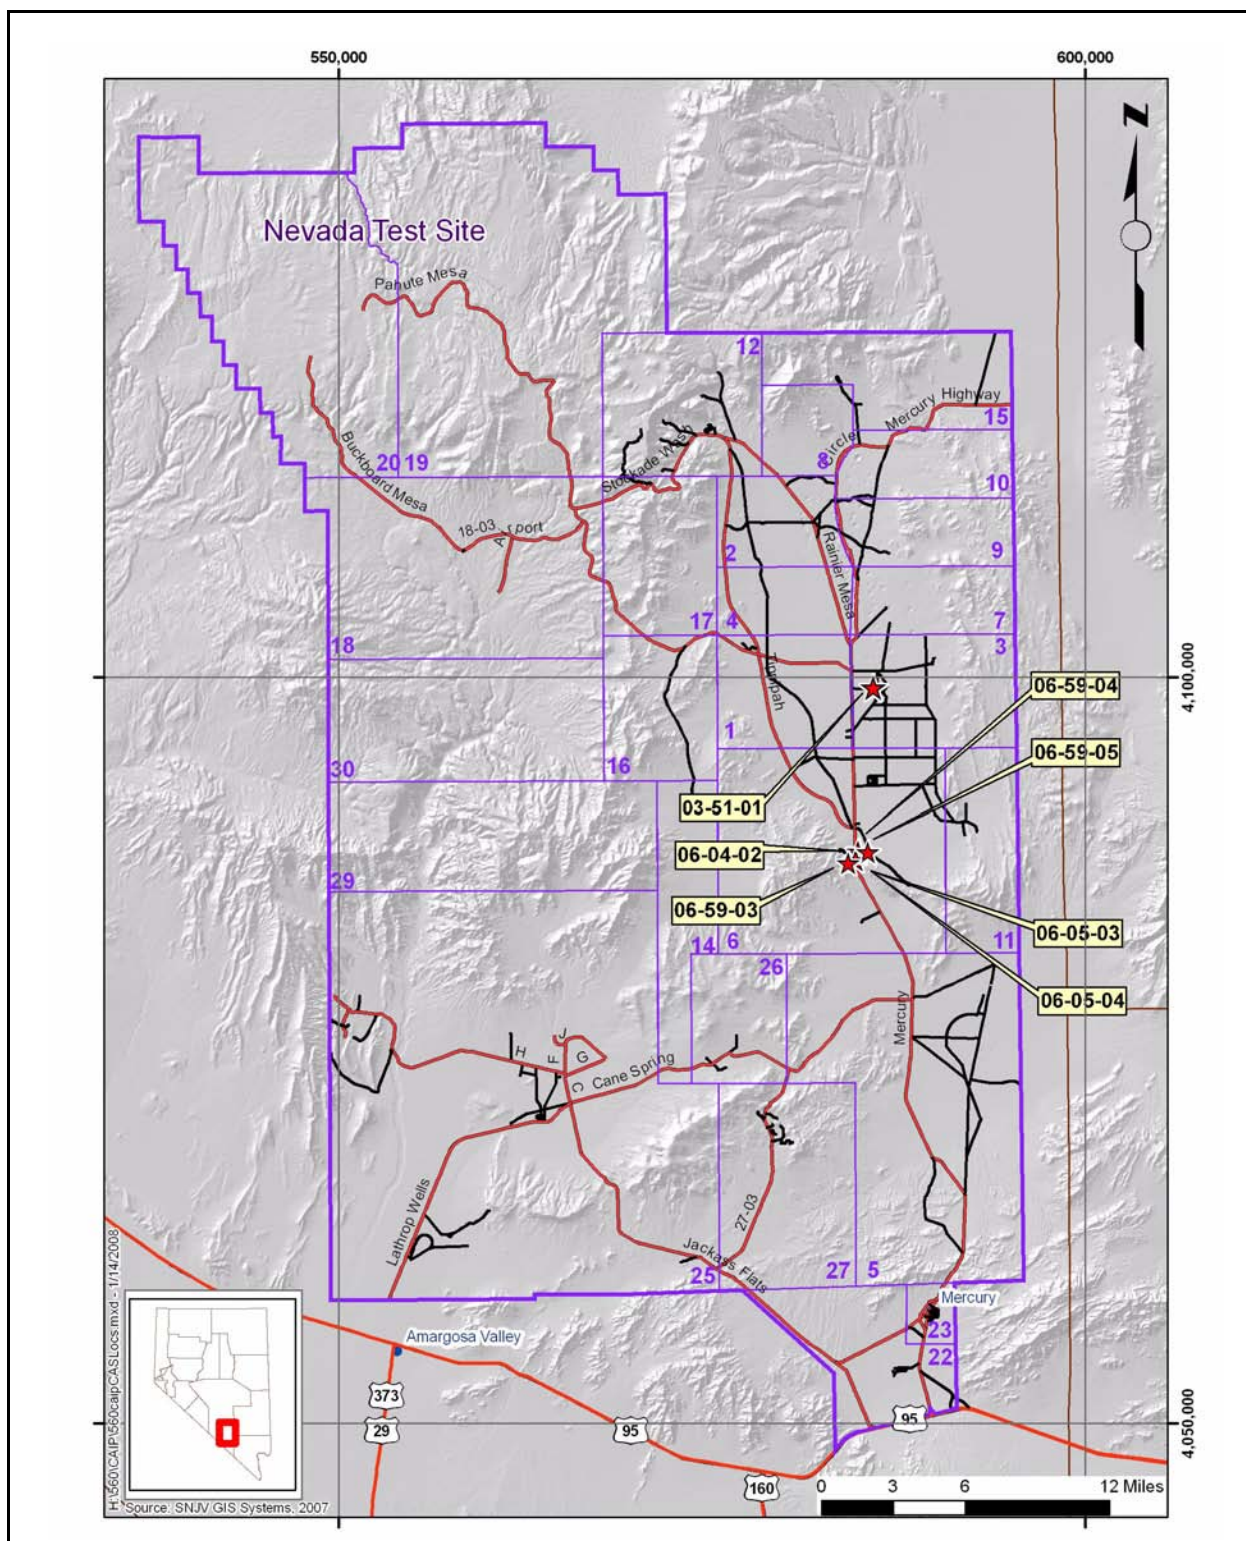 550,000
600,000
Z
Nevada Test Site
Pahute Mesa
12
Mercury Highway
15
Circle
Buckboard Mesa
20
19
Stockade Wash
8
10
18-03
Airport
2
Rainier Mesa
9
17
4
7
18
3
Tippipah
4,100,000
06-59-04
1
06-59-05
30
16
03-51-01
06-04-02
29
06-59-03
06-05-03
14
6
26
11
06-05-04
Mercury
J
H
F
G
C
Cane Spring
27-03
Lathrop Wells
Jackass Flats
25
27
5
Mercury
23
Amargosa Valley
22
373
29
95
95
4,050,000
160
0
3
6
12 Miles
H:\560\CAIP\560caipCASLocs.mxd - 1/14/2008
Source: SNJV GIS Systems, 2007